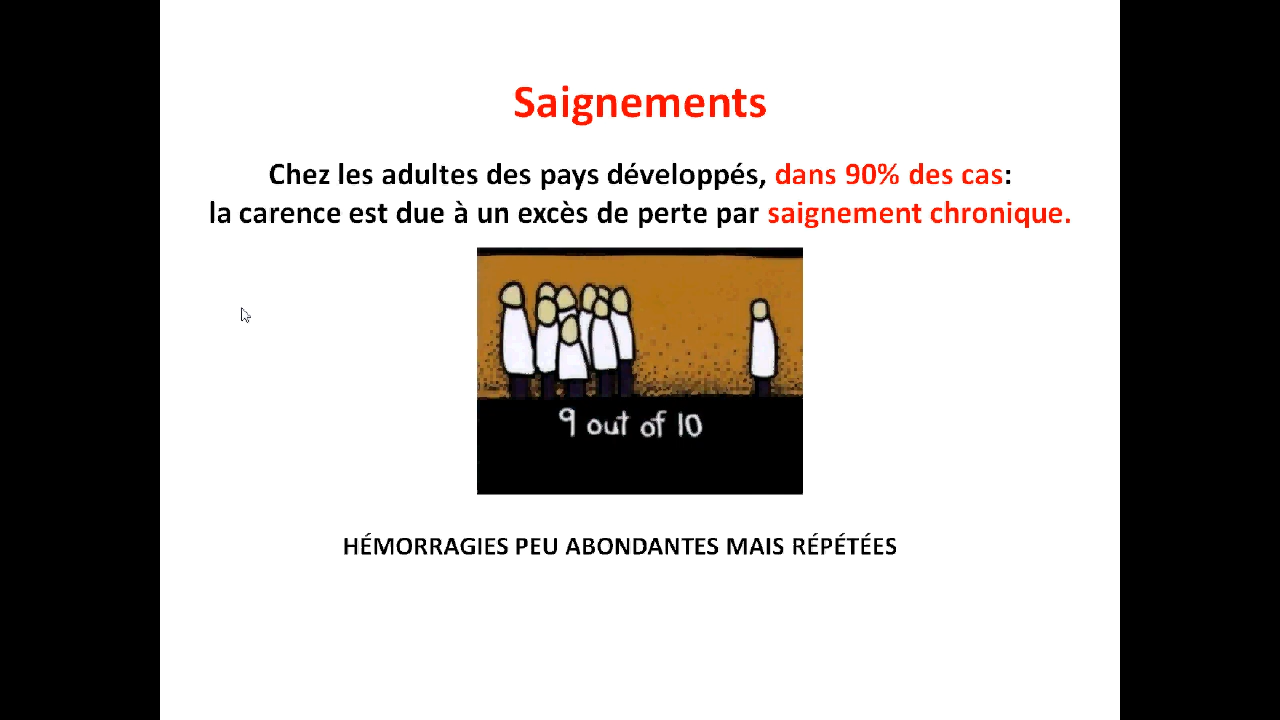 Saignements
Chez les adultes des pays développés, dans 90% des cas:
la carence est due à un excès de perte par saignement chronique.
9 out of 10
HÉMORRAGIES PEU ABONDANTES MAIS RÉPÉTÉES